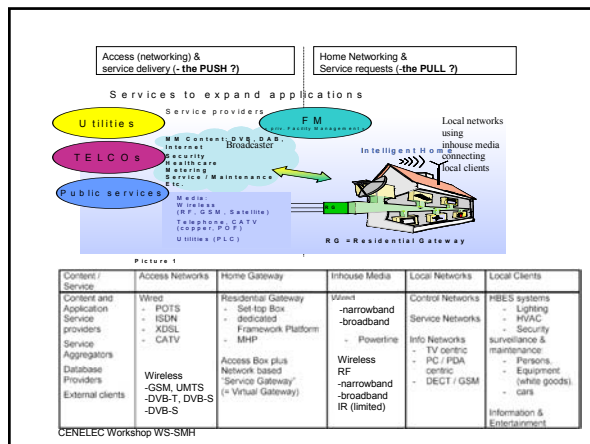 Access (networking) &
service delivery (- the PUSH ?)
Home Networking &
Service requests (-the PULL ?)
Services to expand applications
Service providers
Utilities
TELCOs
Public services
FM
Facility Management
Broadcaster
MM Content: DVB, DAB,
Internet
Security
Healthcare
Metering
Service / Maintenance
Etc.
Media:
Wireless
(RF, GSM, Satellite)
Telephone, CATV
(copper, POF)
Utilities (PLC)
Intelligent Home
Local networks
using
inhouse media
connecting
local clients
RG
RG =Residential Gateway
Picture 1
Content /
Service
Access Networks
Home Gateway
Inhouse Media
Local Networks
Local Clients
Content and
Application
Service
providers
Service
Aggregators
Database
Providers
External clients
Wired
- POTS
- ISDN
- XDSL
- CATV
Wireless
-GSM, UMTS
-DVB-T, DVB-S
-DVB-S
Residential Gateway
- Set-top Box
- dedicated
Framework Platform
- MHP
Access Box plus
Network based
"Service Gateway"
(= Virtual Gateway)
Wired
-narrowband
-broadband
- Powerline
Wireless
RF
-narrowband
-broadband
IR (limited)
Control Networks
Service Networks
Info Networks
- TV centric
- PC / PDA
centric
- DECT / GSM
HBES systems
- Lighting
- HVAC
- Security
surveillance &
maintenance:
- Persons.
- Equipment
(white goods).
- cars
Information &
Entertainment
CENELEC Workshop WS-SMH